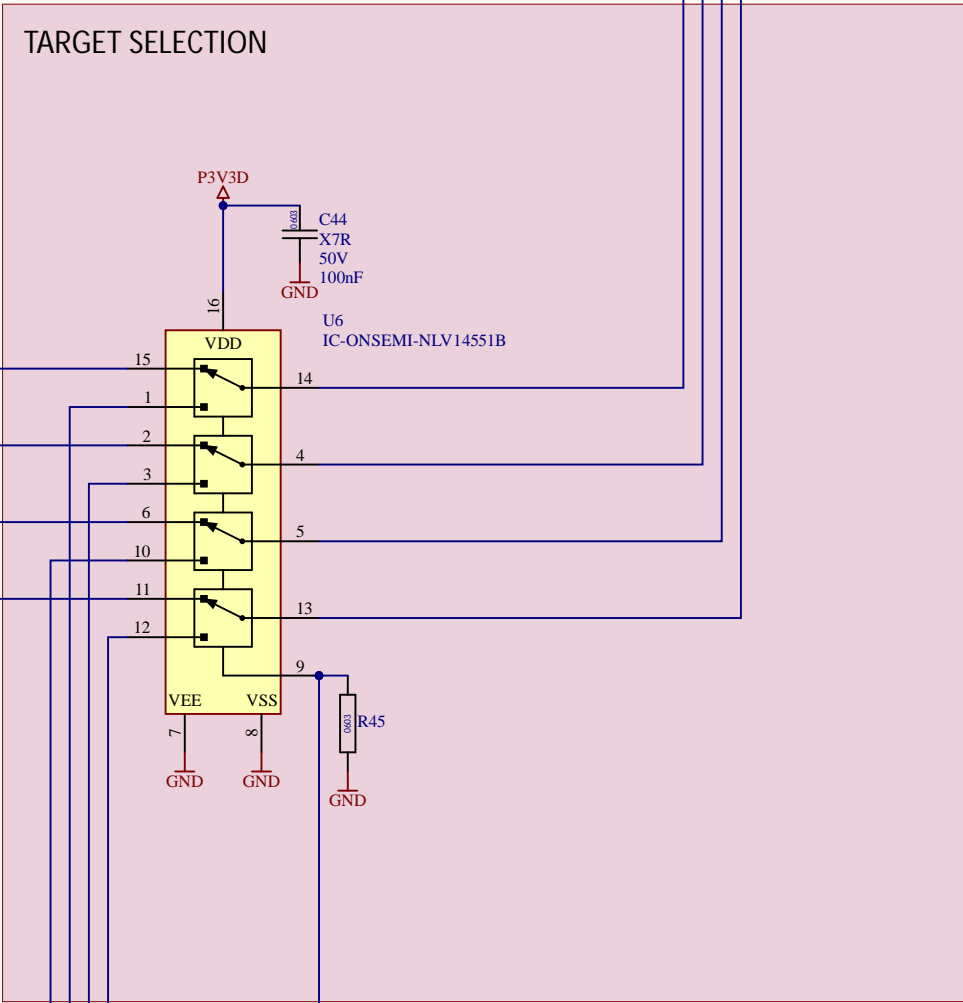 TARGET SELECTION
P3V3D
0603
C44
X7R
50V
100nF
GND
16
U6
IC-ONSEMI-NLV14551B
VDD
15
14
1
2
4
3
6
5
10
11
13
12
9
VEE
VSS
7
8
0603
R45
GND
GND
GND